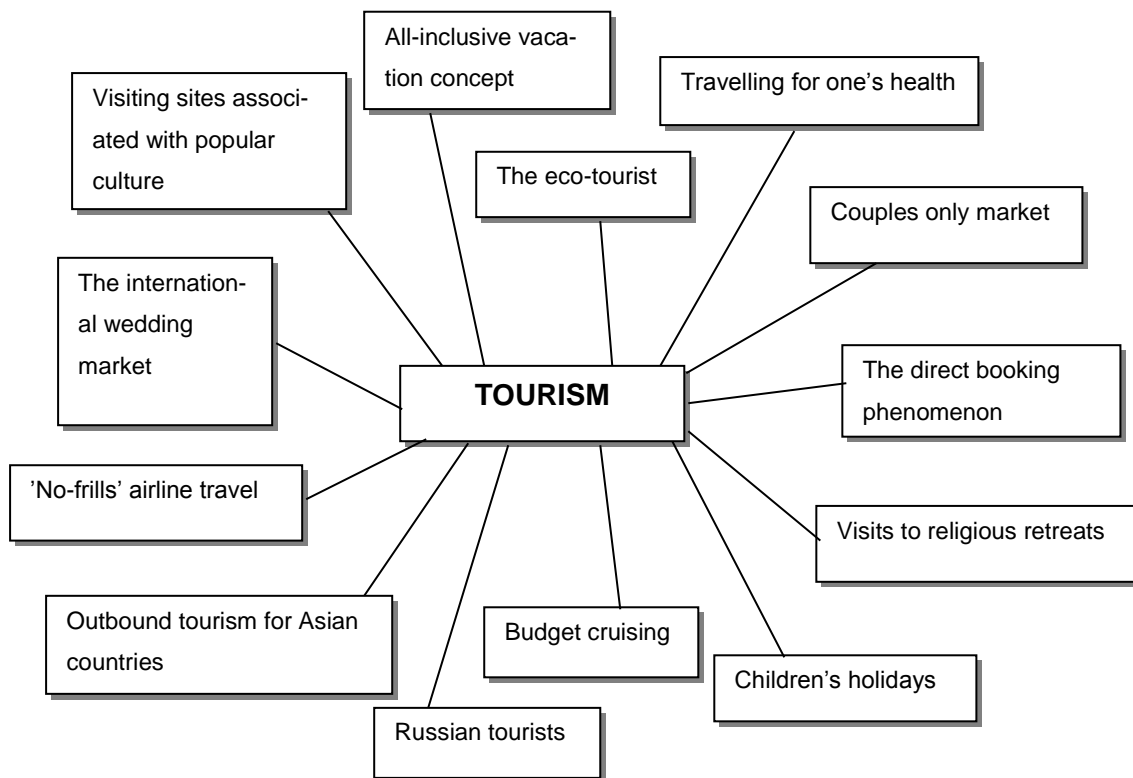 All-inclusive vaca-
tion concept
Travelling for one's health
Visiting sites associ-
ated with popular
culture
The eco-tourist
Couples only market
The internation-
al wedding
market
TOURISM
The direct booking
phenomenon
’No-frills’ airline travel
Visits to religious retreats
Outbound tourism for Asian
countries
Budget cruising
Children’s holidays
Russian tourists